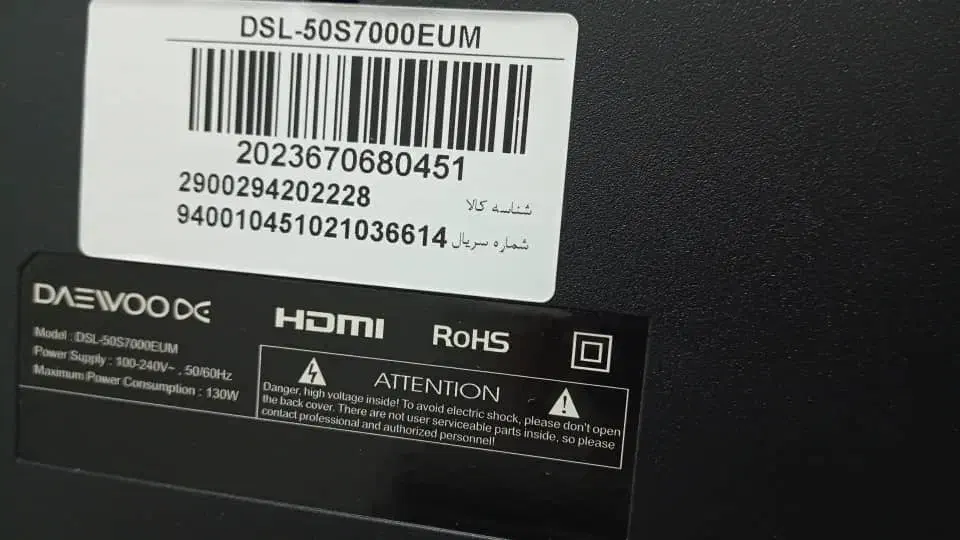 DSL-50S7000EUM
2023670680451
2900294202228 شناسه کالا
940010451021036614 شماره سریال
DAEWOO DE
Model : DSL-50S7000EUM
Power Supply : 100-240V~ , 50/60Hz
Maximum Power Consumption : 130W
HDMI
RoHS
ATTENTION
Danger, high voltage inside! To avoid electric shock, please don't open
the back cover. There are not user serviceable parts inside, so please
contact professional and authorized personnel!